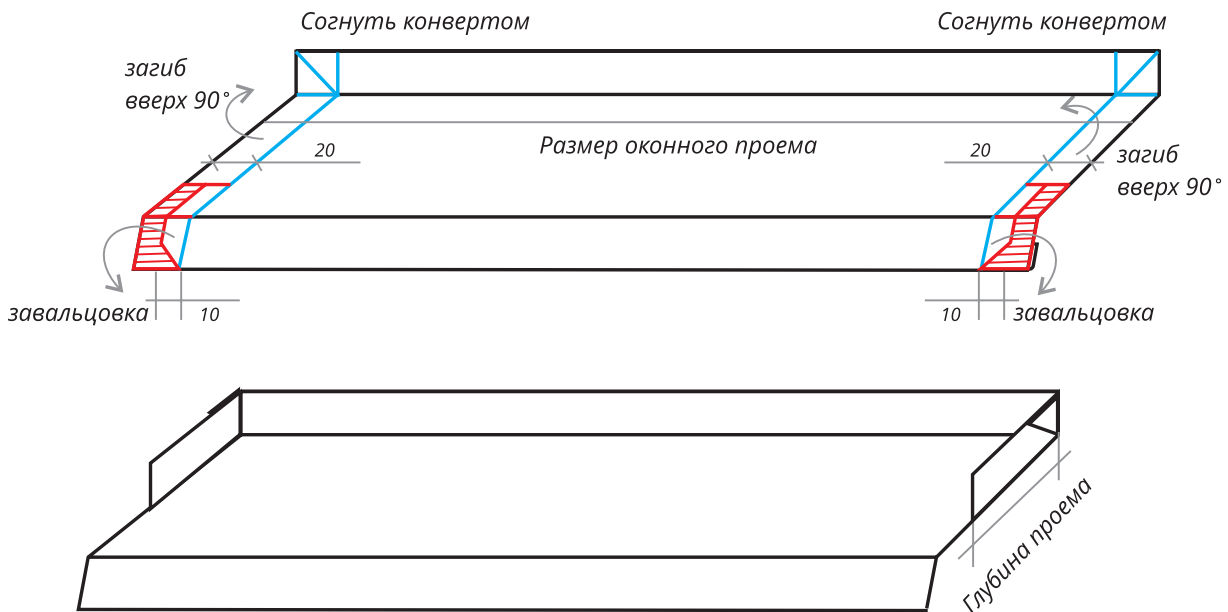 Согнуть конвертом
Согнуть конвертом
загиб
вверх 90˚
Размер оконного проема
20
20
загиб
вверх 90˚
завальцовка
10
10
завальцовка
Глубина проема